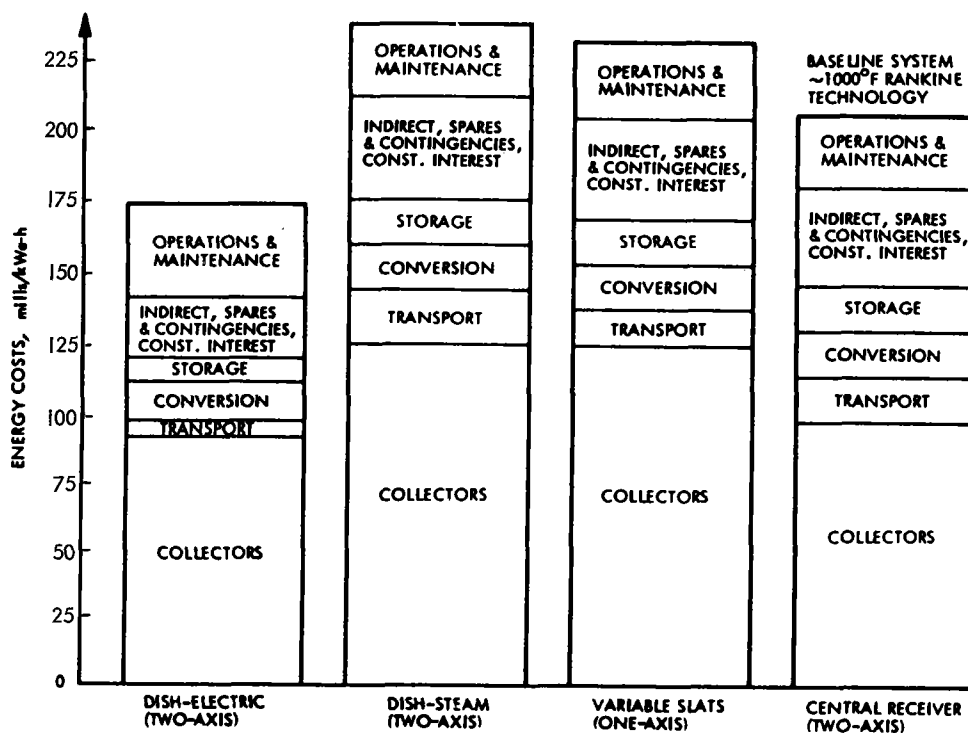 ENERGY COSTS, mills/kWe-h
225
200
175
150
125
100
75
50
25
0
OPERATIONS &
MAINTENANCE
INDIRECT, SPARES
& CONTINGENCIES,
CONST. INTEREST
STORAGE
CONVERSION
TRANSPORT
COLLECTORS
DISH-ELECTRIC
(TWO-AXIS)
OPERATIONS &
MAINTENANCE
INDIRECT, SPARES
& CONTINGENCIES,
CONST. INTEREST
STORAGE
CONVERSION
TRANSPORT
COLLECTORS
DISH-STEAM
(TWO-AXIS)
OPERATIONS &
MAINTENANCE
INDIRECT, SPARES
& CONTINGENCIES,
CONST. INTEREST
STORAGE
CONVERSION
TRANSPORT
COLLECTORS
VARIABLE SLATS
(ONE-AXIS)
BASELINE SYSTEM
~1000°F RANKINE
TECHNOLOGY
OPERATIONS &
MAINTENANCE
INDIRECT, SPARES
& CONTINGENCIES,
CONST. INTEREST
STORAGE
CONVERSION
TRANSPORT
COLLECTORS
CENTRAL RECEIVER
(TWO-AXIS)